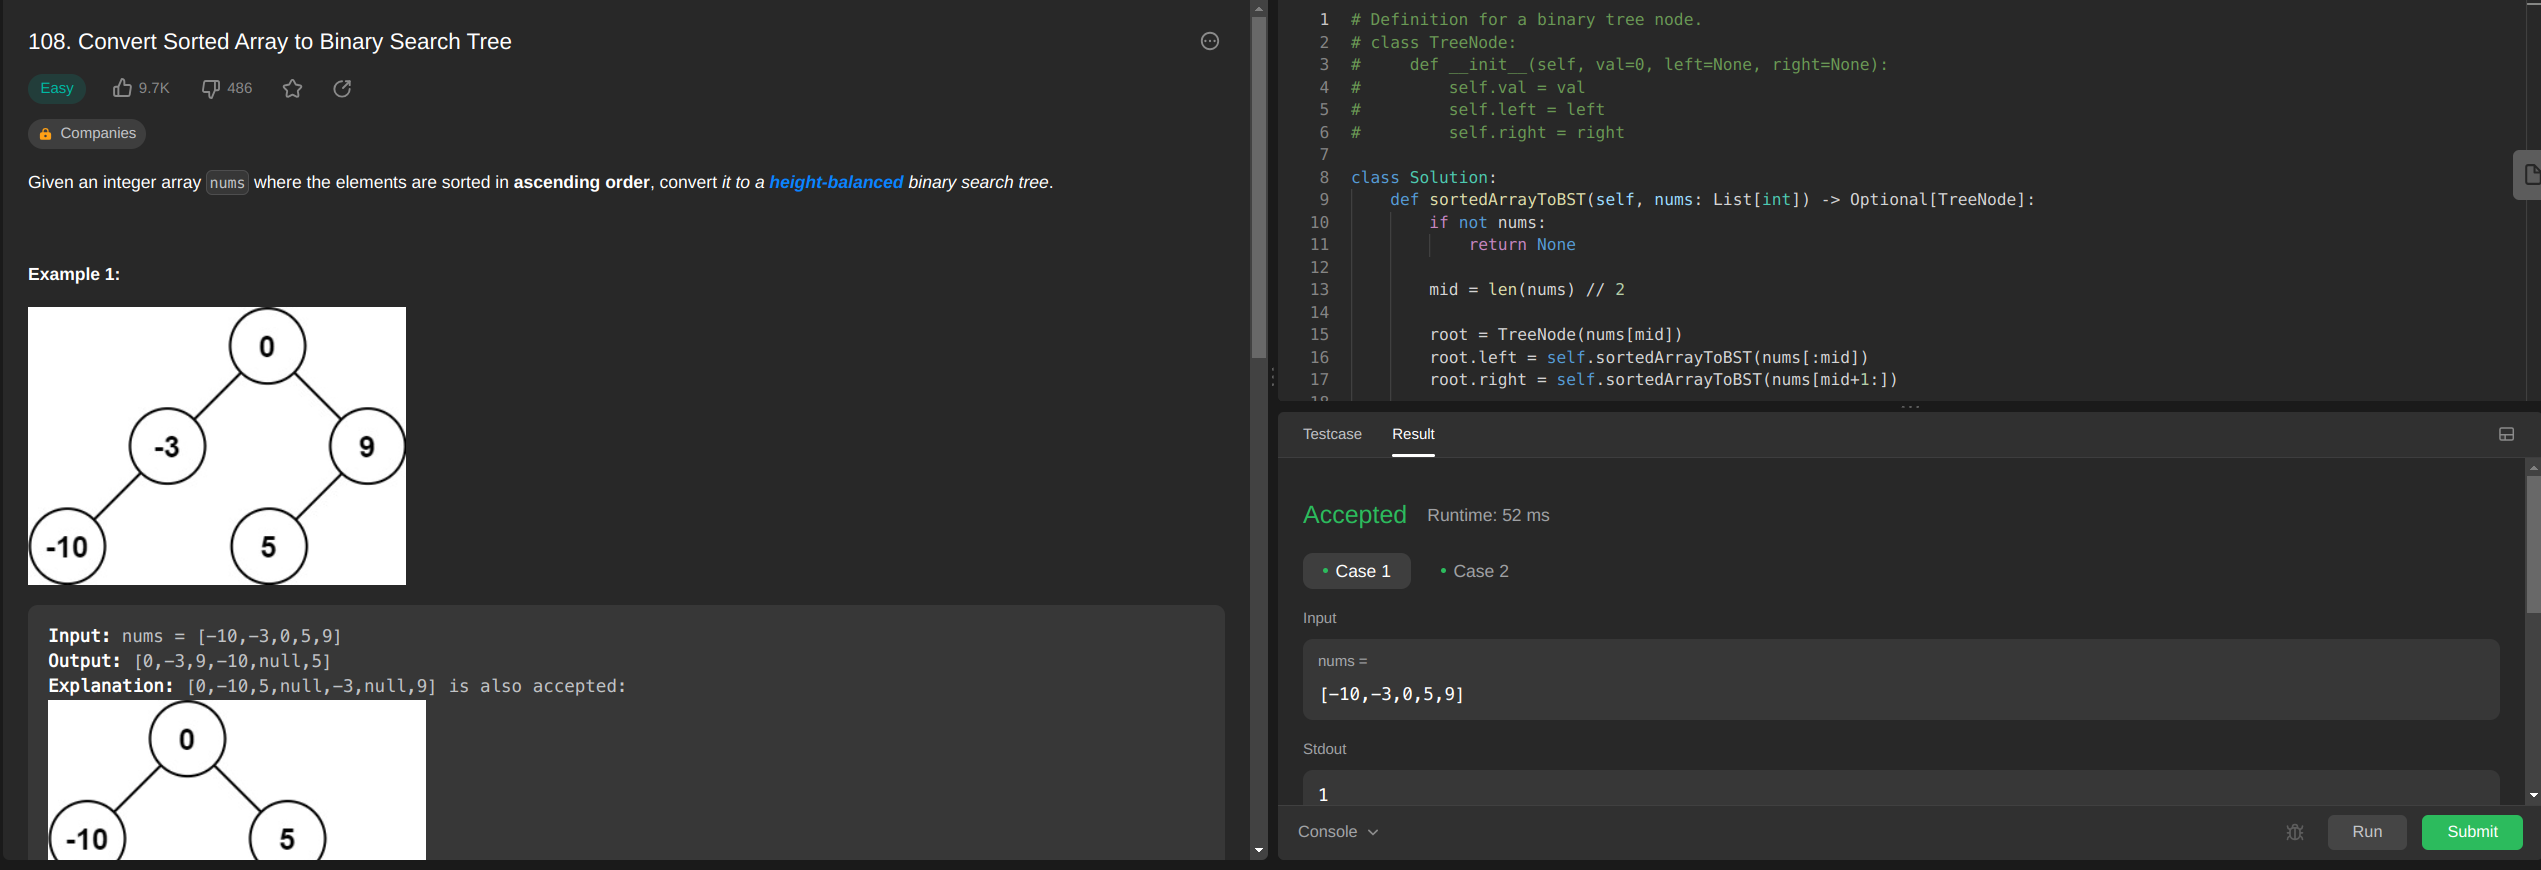 108. Convert Sorted Array to Binary Search Tree
Easy 9.7K 486
Companies
Given an integer array nums where the elements are sorted in ascending order, convert it to a height-balanced binary search tree.
Example 1:
0
-3 9
-10 5
Input: nums = [-10,-3,0,5,9]
Output: [0,-3,9,-10,null,5]
Explanation: [0,-10,5,null,-3,null,9] is also accepted:
0
-10 5
1 # Definition for a binary tree node.
2 # class TreeNode:
3 #     def __init__(self, val=0, left=None, right=None):
4 #         self.val = val
5 #         self.left = left
6 #         self.right = right
7
8 class Solution:
9     def sortedArrayToBST(self, nums: List[int]) -> Optional[TreeNode]:
10         if not nums:
11             return None
12
13         mid = len(nums) // 2
14
15         root = TreeNode(nums[mid])
16         root.left = self.sortedArrayToBST(nums[:mid])
17         root.right = self.sortedArrayToBST(nums[mid+1:])
18
Testcase Result
Accepted Runtime: 52 ms
Case 1 Case 2
Input
nums =
[-10,-3,0,5,9]
Stdout
1
Console Run Submit